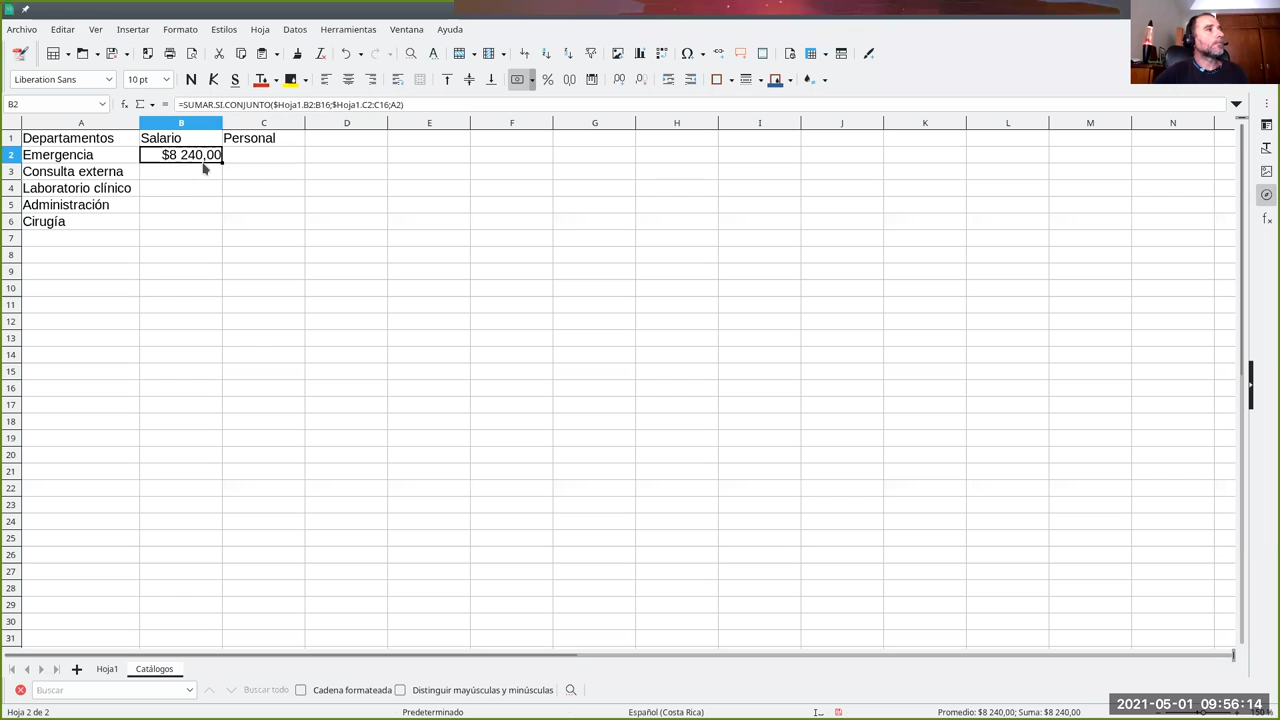 Archivo Editar Ver Insertar Formato Estilos Hoja Datos Herramientas Ventana Ayuda
Liberation Sans 10 pt N K S
B2 =SUMAR.SI.CONJUNTO($Hoja1.B2:B16;$Hoja1.C2:C16;A2)
A B C D E F G H I J K L M N
1 Departamentos Salario Personal
2 Emergencia $8 240,00
3 Consulta externa
4 Laboratorio clínico
5 Administración
6 Cirugía
7
8
9
10
11
12
13
14
15
16
17
18
19
20
21
22
23
24
25
26
27
28
29
30
31
Hoja1 Catálogos
Buscar Buscar todo Cadena formateada Distinguir mayúsculas y minúsculas
Hoja 2 de 2 Predeterminado Español (Costa Rica) Promedio: $8 240,00; Suma: $8 240,00 150 %
2021-05-01 09:56:14